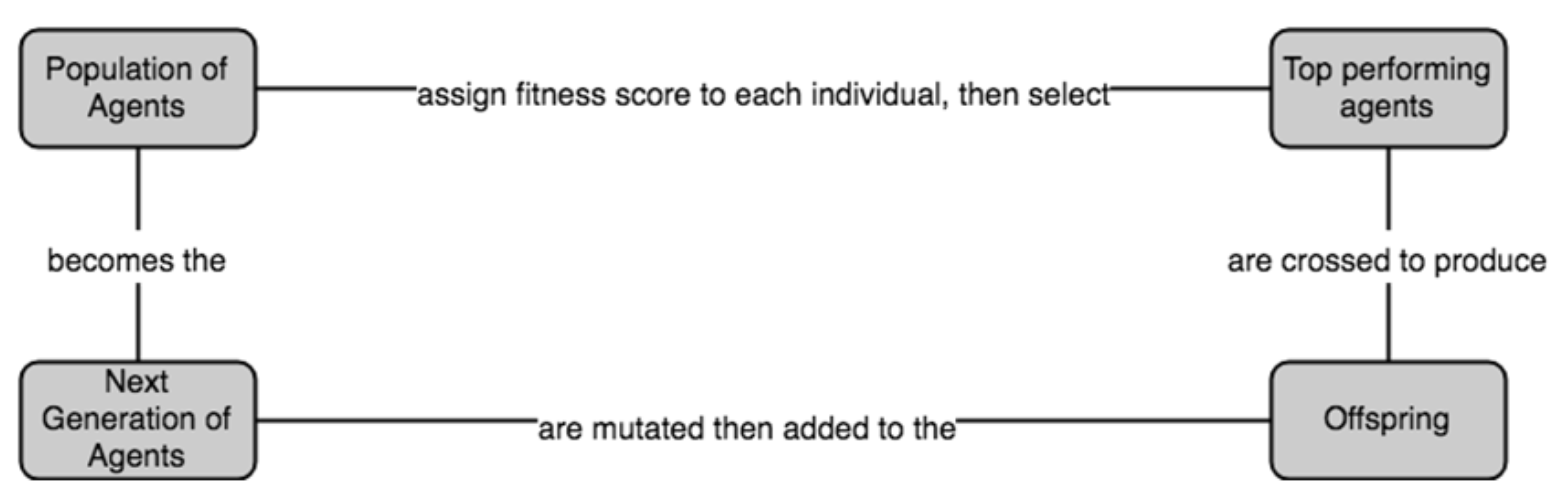 Population of
Agents
assign fitness score to each individual, then select
Top performing
agents
becomes the
are crossed to produce
Next
Generation of
Agents
are mutated then added to the
Offspring